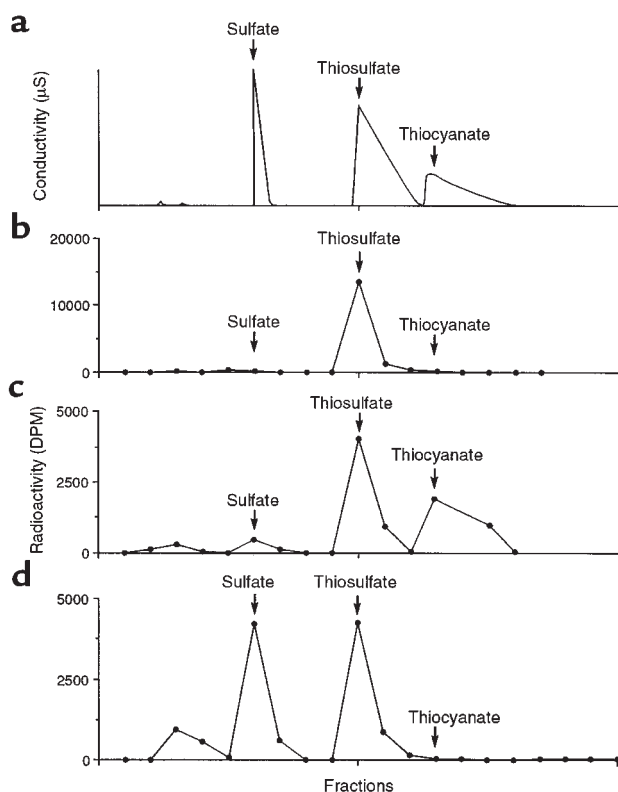 a
Sulfate
Thiosulfate
Thiocyanate
Conductivity (µS)
b
20000
10000
0
Thiosulfate
Sulfate
Thiocyanate
c
5000
2500
0
Thiosulfate
Thiocyanate
Sulfate
Radioactivity (DPM)
d
5000
2500
0
Sulfate
Thiosulfate
Thiocyanate
Fractions